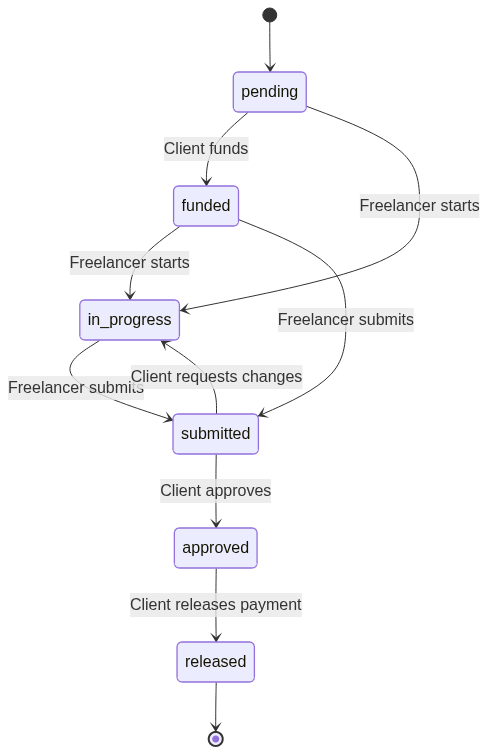 pending
Client funds
Freelancer starts
funded
Freelancer starts
Freelancer submits
in_progress
Client requests changes
Freelancer submits
submitted
Client approves
approved
Client releases payment
released